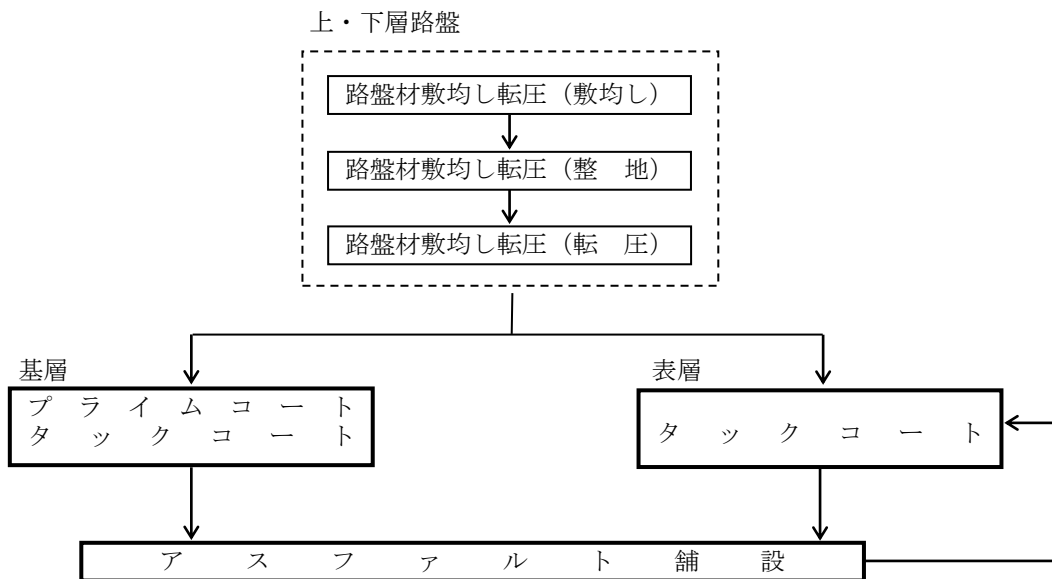 上・下層路盤
路盤材敷均し転圧（敷均し）
路盤材敷均し転圧（整　地）
路盤材敷均し転圧（転　圧）
基層
プライムコート
タックコート
表層
タックコート
アスファルト舗設